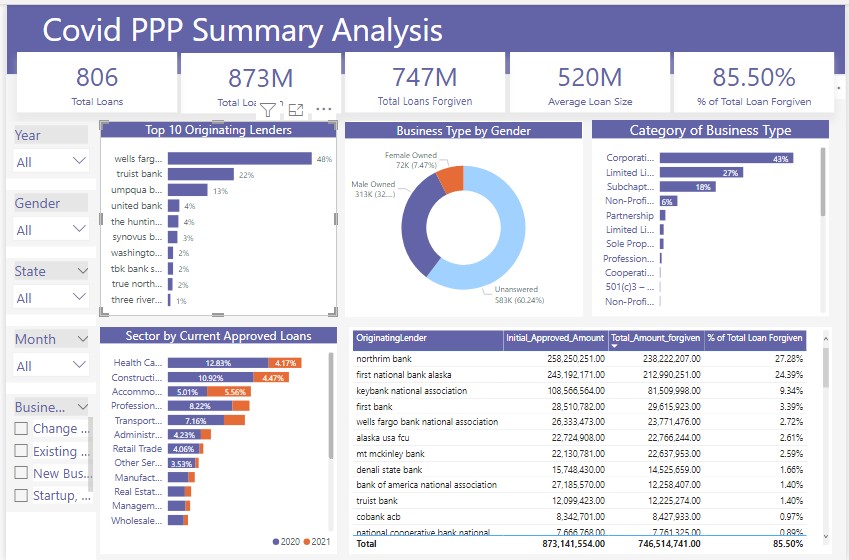 Covid PPP Summary Analysis
806
Total Loans
873M
Total Loa
747M
Total Loans Forgiven
520M
Average Loan Size
85.50%
% of Total Loan Forgiven
Year
All
Gender
All
State
All
Month
All
Busine...
Change ...
Existing ...
New Bus...
Startup, ...
Top 10 Originating Lenders
wells farg... 48%
truist bank 22%
umpqua b... 13%
united bank 4%
the huntin... 4%
synovus b... 3%
washingto... 2%
tbk bank s... 2%
true north... 2%
three river... 1%
Business Type by Gender
Female Owned
72K (7.47%)
Male Owned
313K (32....)
Unanswered
583K (60.24%)
Category of Business Type
Corporati... 43%
Limited Li... 27%
Subchapt... 18%
Non-Profi... 6%
Partnership
Limited Li...
Sole Prop...
Profession...
Cooperati...
501(c)3 – ...
Non-Profi...
Sector by Current Approved Loans
Health Ca... 12.83% 4.17%
Constructi... 10.92% 4.47%
Accommo... 5.01% 5.56%
Profession... 8.22%
Transport... 7.16%
Administr... 4.23%
Retail Trade 4.06%
Other Ser... 3.53%
Manufact...
Real Estat...
Managem...
Wholesale...
2020 2021
OriginatingLender Initial_Approved_Amount Total_Amount_forgiven % of Total Loan Forgiven
northrim bank 258,250,251.00 238,222,207.00 27.28%
first national bank alaska 243,192,171.00 212,990,251.00 24.39%
keybank national association 108,566,564.00 81,509,998.00 9.34%
first bank 28,510,782.00 29,615,923.00 3.39%
wells fargo bank national association 26,333,473.00 23,771,476.00 2.72%
alaska usa fcu 22,724,908.00 22,766,244.00 2.61%
mt mckinley bank 22,130,781.00 22,637,953.00 2.59%
denali state bank 15,748,430.00 14,525,659.00 1.66%
bank of america national association 27,185,570.00 12,258,407.00 1.40%
truist bank 12,099,423.00 12,225,274.00 1.40%
cobank acb 8,342,701.00 8,427,933.00 0.97%
national cooperative bank national 7,666,768.00 7,761,325.00 0.89%
Total 873,141,554.00 746,514,741.00 85.50%